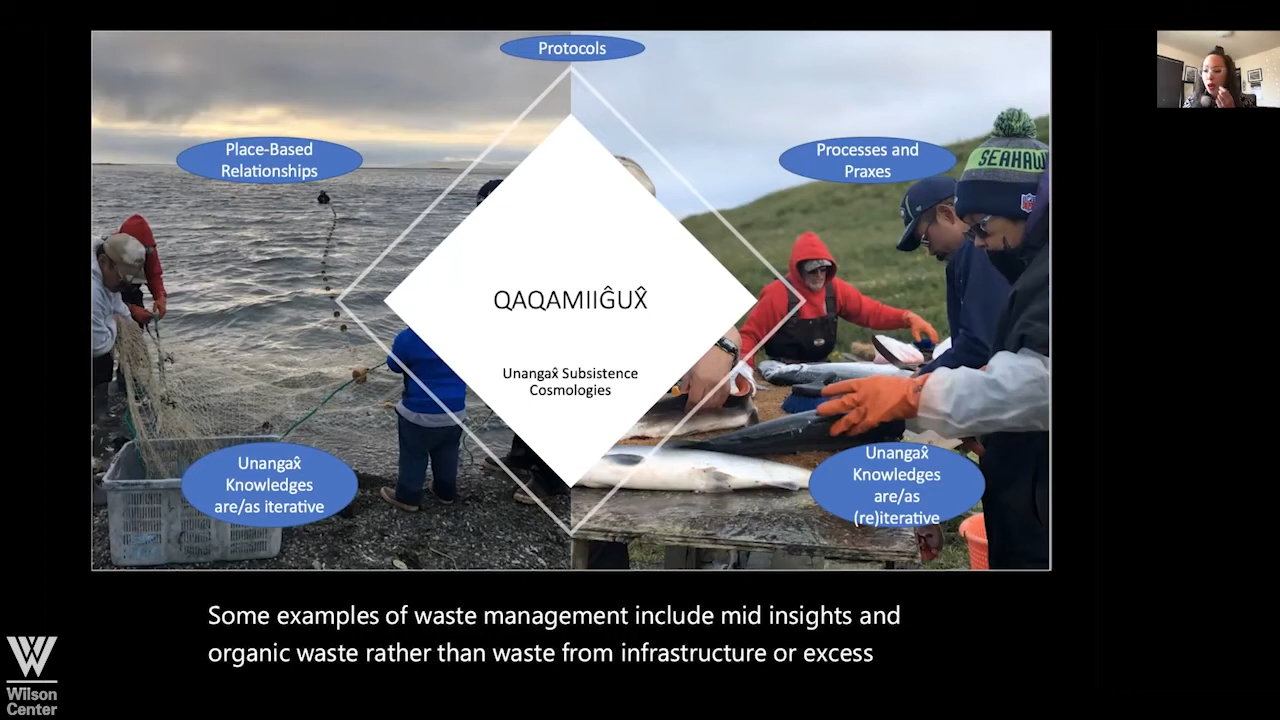 Protocols
Place-Based
Relationships
Processes and
Praxes
SEAHAW
QAQAMIIĜUX̂
Unangax̂ Subsistence
Cosmologies
Unangax̂
Knowledges
are/as iterative
Unangax̂
Knowledges
are/as
(re)iterative
Some examples of waste management include mid insights and
organic waste rather than waste from infrastructure or excess
Wilson
Center